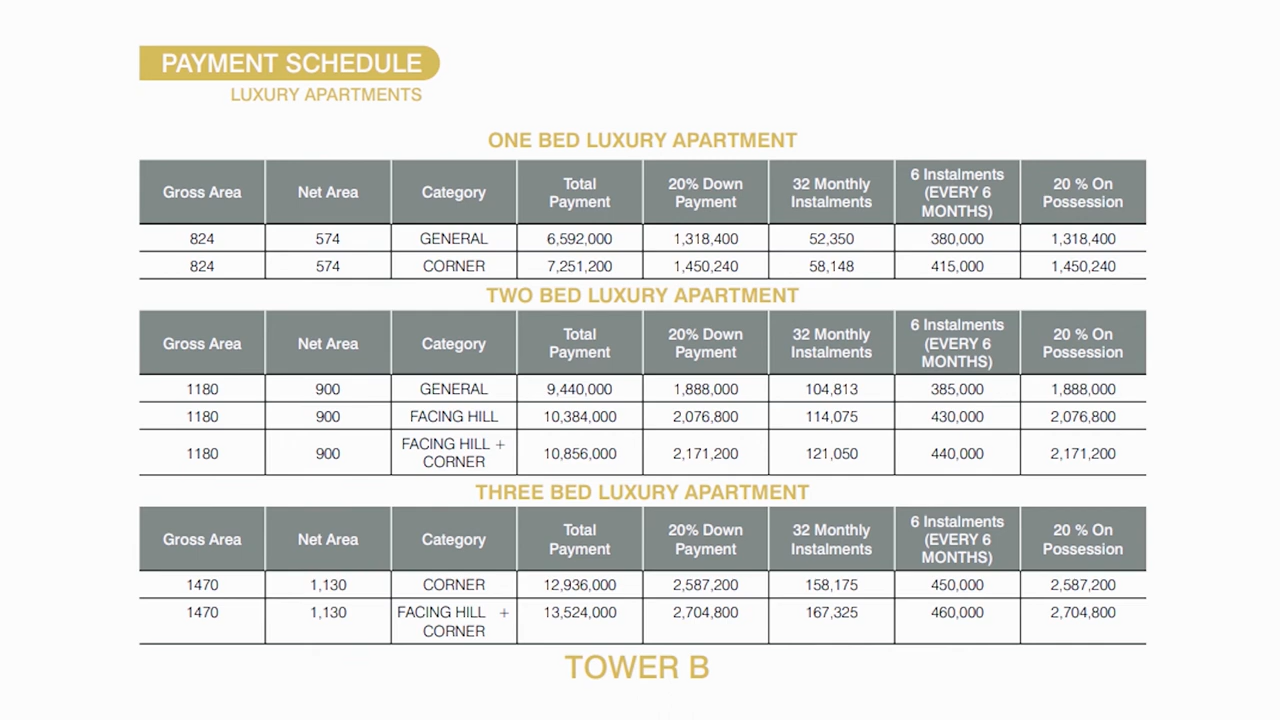 PAYMENT SCHEDULE
LUXURY APARTMENTS
ONE BED LUXURY APARTMENT
Gross Area Net Area Category Total Payment 20% Down Payment 32 Monthly Instalments 6 Instalments (EVERY 6 MONTHS) 20 % On Possession
824 574 GENERAL 6,592,000 1,318,400 52,350 380,000 1,318,400
824 574 CORNER 7,251,200 1,450,240 58,148 415,000 1,450,240
TWO BED LUXURY APARTMENT
Gross Area Net Area Category Total Payment 20% Down Payment 32 Monthly Instalments 6 Instalments (EVERY 6 MONTHS) 20 % On Possession
1180 900 GENERAL 9,440,000 1,888,000 104,813 385,000 1,888,000
1180 900 FACING HILL 10,384,000 2,076,800 114,075 430,000 2,076,800
1180 900 FACING HILL + CORNER 10,856,000 2,171,200 121,050 440,000 2,171,200
THREE BED LUXURY APARTMENT
Gross Area Net Area Category Total Payment 20% Down Payment 32 Monthly Instalments 6 Instalments (EVERY 6 MONTHS) 20 % On Possession
1470 1,130 CORNER 12,936,000 2,587,200 158,175 450,000 2,587,200
1470 1,130 FACING HILL + CORNER 13,524,000 2,704,800 167,325 460,000 2,704,800
TOWER B